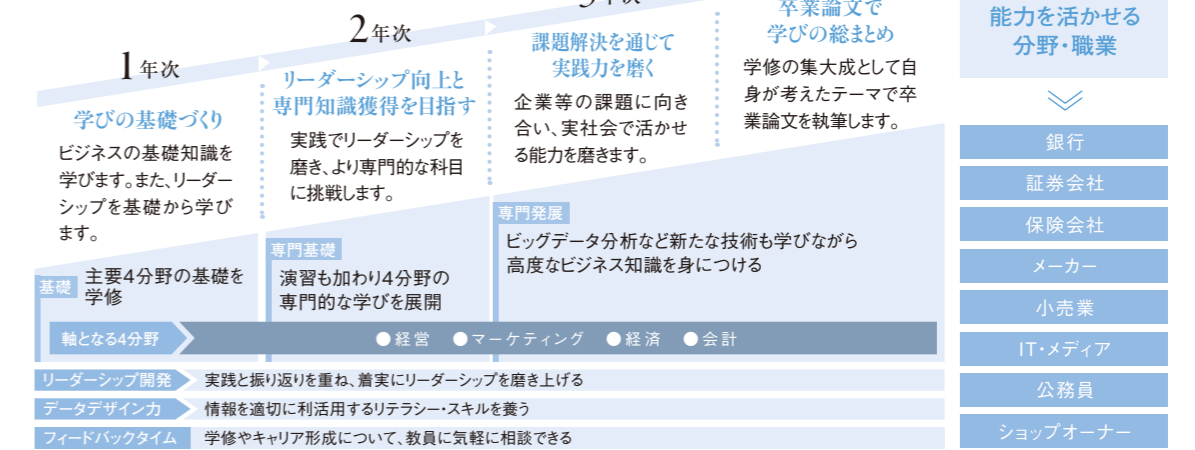 1年次
学びの基礎づくり
ビジネスの基礎知識を
学びます。また、リーダー
シップを基礎から学び
ます。
2年次
リーダーシップ向上と
専門知識獲得を目指す
実践でリーダーシップを
磨き、より専門的な科目
に挑戦します。
課題解決を通じて
実践力を磨く
企業等の課題に向き
合い、実社会で活かせ
る能力を磨きます。
卒業論文で
学びの総まとめ
学修の集大成として自
身が考えたテーマで卒
業論文を執筆します。
基礎
主要4分野の基礎を
学修
専門基礎
演習も加わり4分野の
専門的な学びを展開
専門発展
ビッグデータ分析など新たな技術も学びながら
高度なビジネス知識を身につける
軸となる4分野
●経営 ●マーケティング ●経済 ●会計
リーダーシップ開発 実践と振り返りを重ね、着実にリーダーシップを磨き上げる
データデザイン力 情報を適切に利活用するリテラシー・スキルを養う
フィードバックタイム 学修やキャリア形成について、教員に気軽に相談できる
能力を活かせる
分野・職業
銀行
証券会社
保険会社
メーカー
小売業
IT・メディア
公務員
ショップオーナー